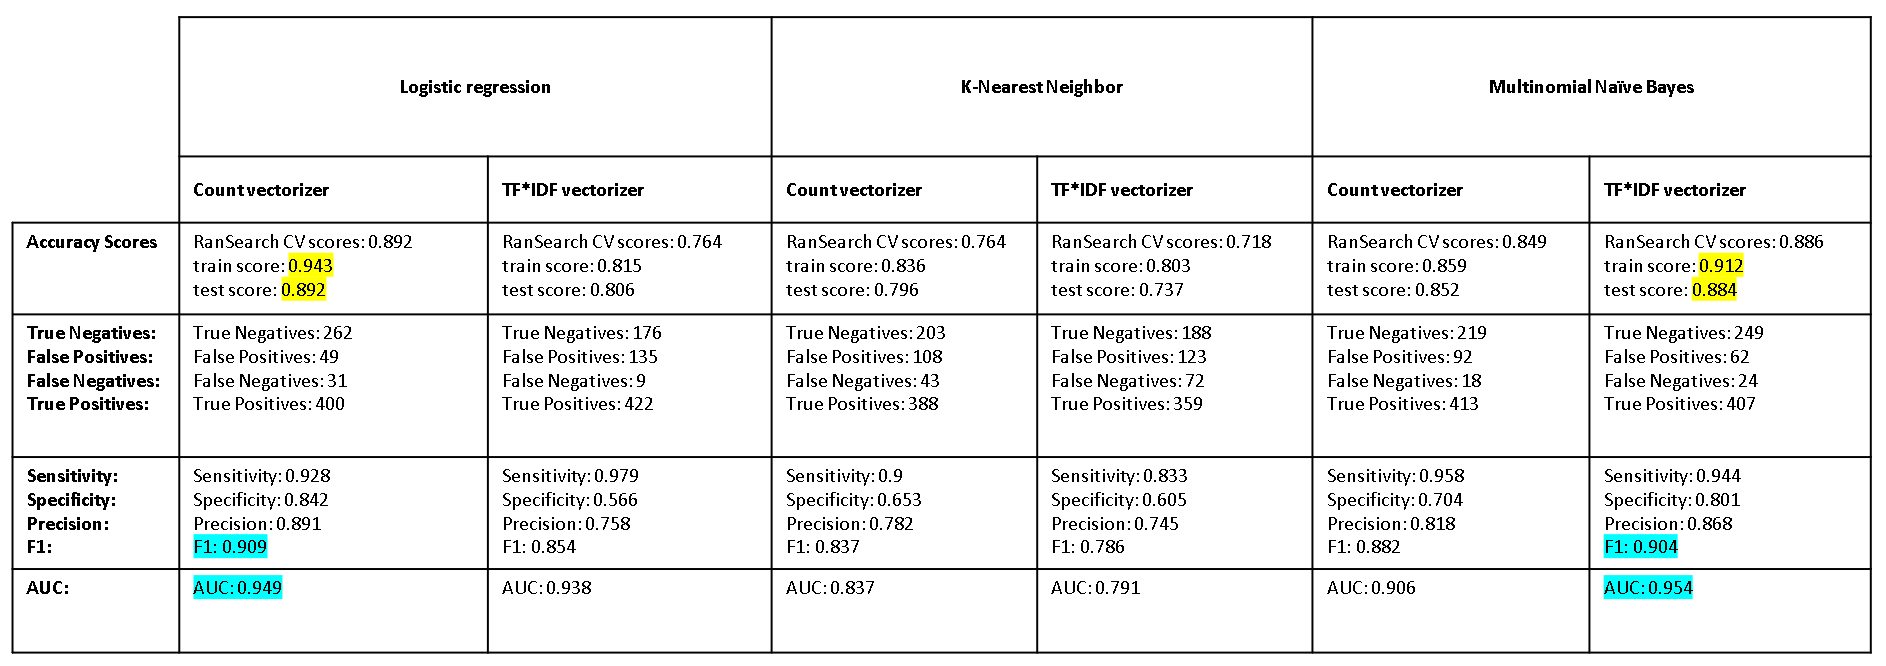 Logistic regression
K-Nearest Neighbor
Multinomial Naïve Bayes
Count vectorizer
TF*IDF vectorizer
Count vectorizer
TF*IDF vectorizer
Count vectorizer
TF*IDF vectorizer
Accuracy Scores
RanSearch CV scores: 0.892
train score: 0.943
test score: 0.892
RanSearch CV scores: 0.764
train score: 0.815
test score: 0.806
RanSearch CV scores: 0.764
train score: 0.836
test score: 0.796
RanSearch CV scores: 0.718
train score: 0.803
test score: 0.737
RanSearch CV scores: 0.849
train score: 0.859
test score: 0.852
RanSearch CV scores: 0.886
train score: 0.912
test score: 0.884
True Negatives:
False Positives:
False Negatives:
True Positives:
True Negatives: 262
False Positives: 49
False Negatives: 31
True Positives: 400
True Negatives: 176
False Positives: 135
False Negatives: 9
True Positives: 422
True Negatives: 203
False Positives: 108
False Negatives: 43
True Positives: 388
True Negatives: 188
False Positives: 123
False Negatives: 72
True Positives: 359
True Negatives: 219
False Positives: 92
False Negatives: 18
True Positives: 413
True Negatives: 249
False Positives: 62
False Negatives: 24
True Positives: 407
Sensitivity:
Specificity:
Precision:
F1:
Sensitivity: 0.928
Specificity: 0.842
Precision: 0.891
F1: 0.909
Sensitivity: 0.979
Specificity: 0.566
Precision: 0.758
F1: 0.854
Sensitivity: 0.9
Specificity: 0.653
Precision: 0.782
F1: 0.837
Sensitivity: 0.833
Specificity: 0.605
Precision: 0.745
F1: 0.786
Sensitivity: 0.958
Specificity: 0.704
Precision: 0.818
F1: 0.882
Sensitivity: 0.944
Specificity: 0.801
Precision: 0.868
F1: 0.904
AUC:
AUC: 0.949
AUC: 0.938
AUC: 0.837
AUC: 0.791
AUC: 0.906
AUC: 0.954